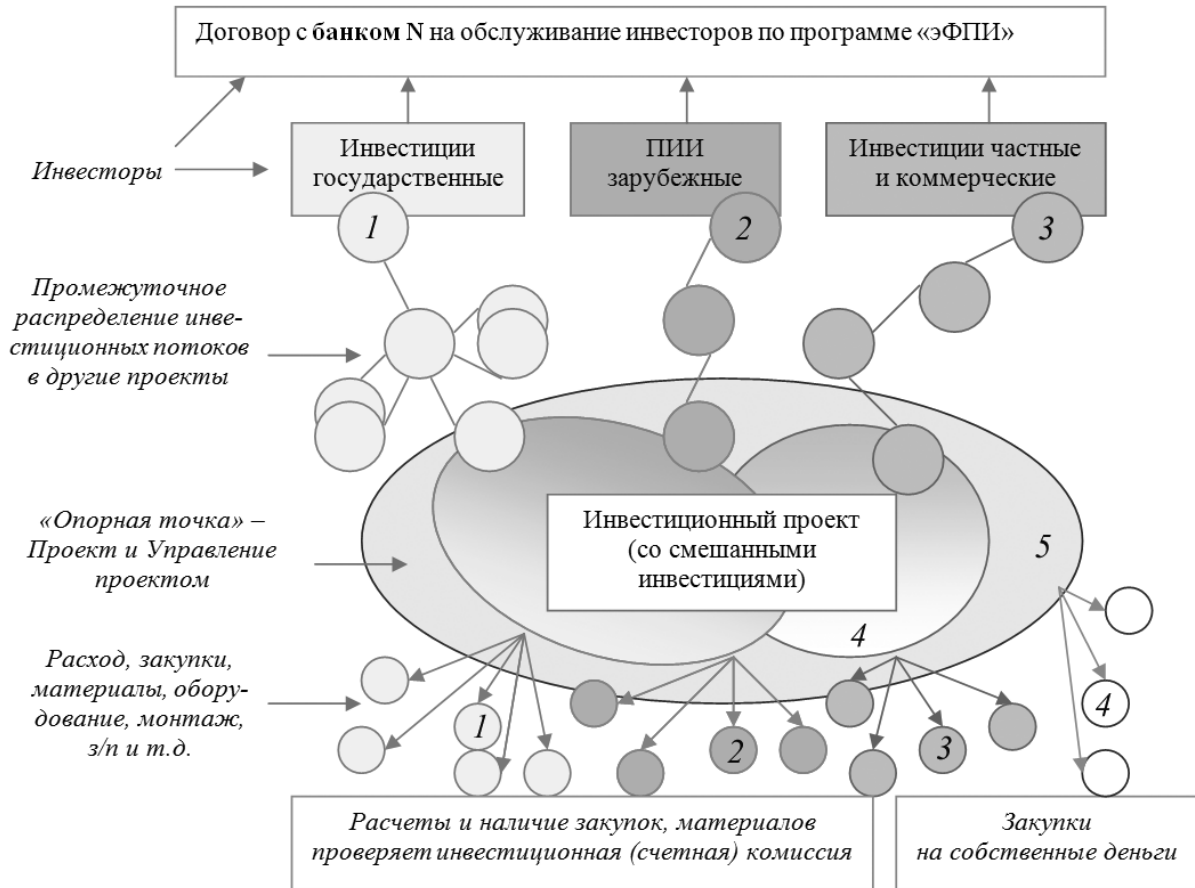 Договор с банком N на обслуживание инвесторов по программе «эФПИ»
Инвесторы
Инвестиции
государственные
ПИИ
зарубежные
Инвестиции частные
и коммерческие
1
2
3
Промежуточное
распределение инве-
стиционных потоков
в другие проекты
«Опорная точка» –
Проект и Управление
проектом
Инвестиционный проект
(со смешанными
инвестициями)
5
4
Расход, закупки,
материалы, обору-
дование, монтаж,
з/п и т.д.
1
2
3
4
Расчеты и наличие закупок, материалов
проверяет инвестиционная (счетная) комиссия
Закупки
на собственные деньги